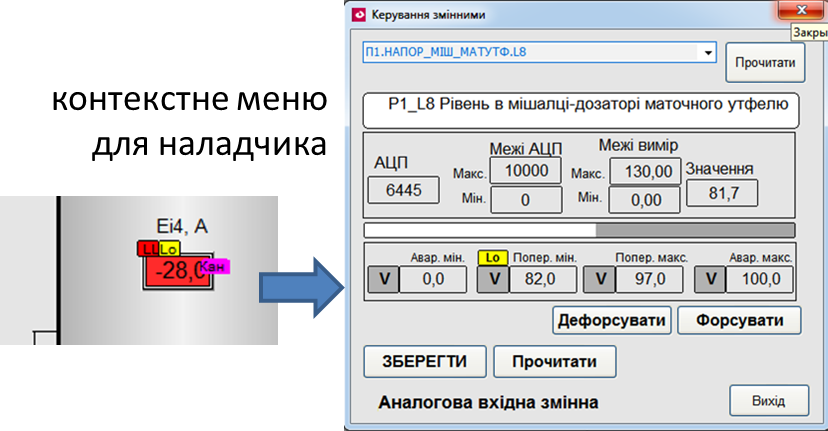 контекстне меню
для наладчика
Ei4, A
LL Lo
-28,0 Кан
Керування змінними
Закры
П1.НАПОР_МІШ_МАТУТФ.L8
Прочитати
P1_L8 Рівень в мішалці-дозаторі маточного утфелю
АЦП
6445
Межі АЦП
Макс. 10000
Мін. 0
Межі вимір
Макс. 130,00
Мін. 0,00
Значення
81,7
Авар. мін.
V 0,0
Lo Попер. мін.
V 82,0
Попер. макс.
V 97,0
Авар. макс.
V 100,0
Дефорсувати Форсувати
ЗБЕРЕГТИ Прочитати
Аналогова вхідна змінна
Вихід